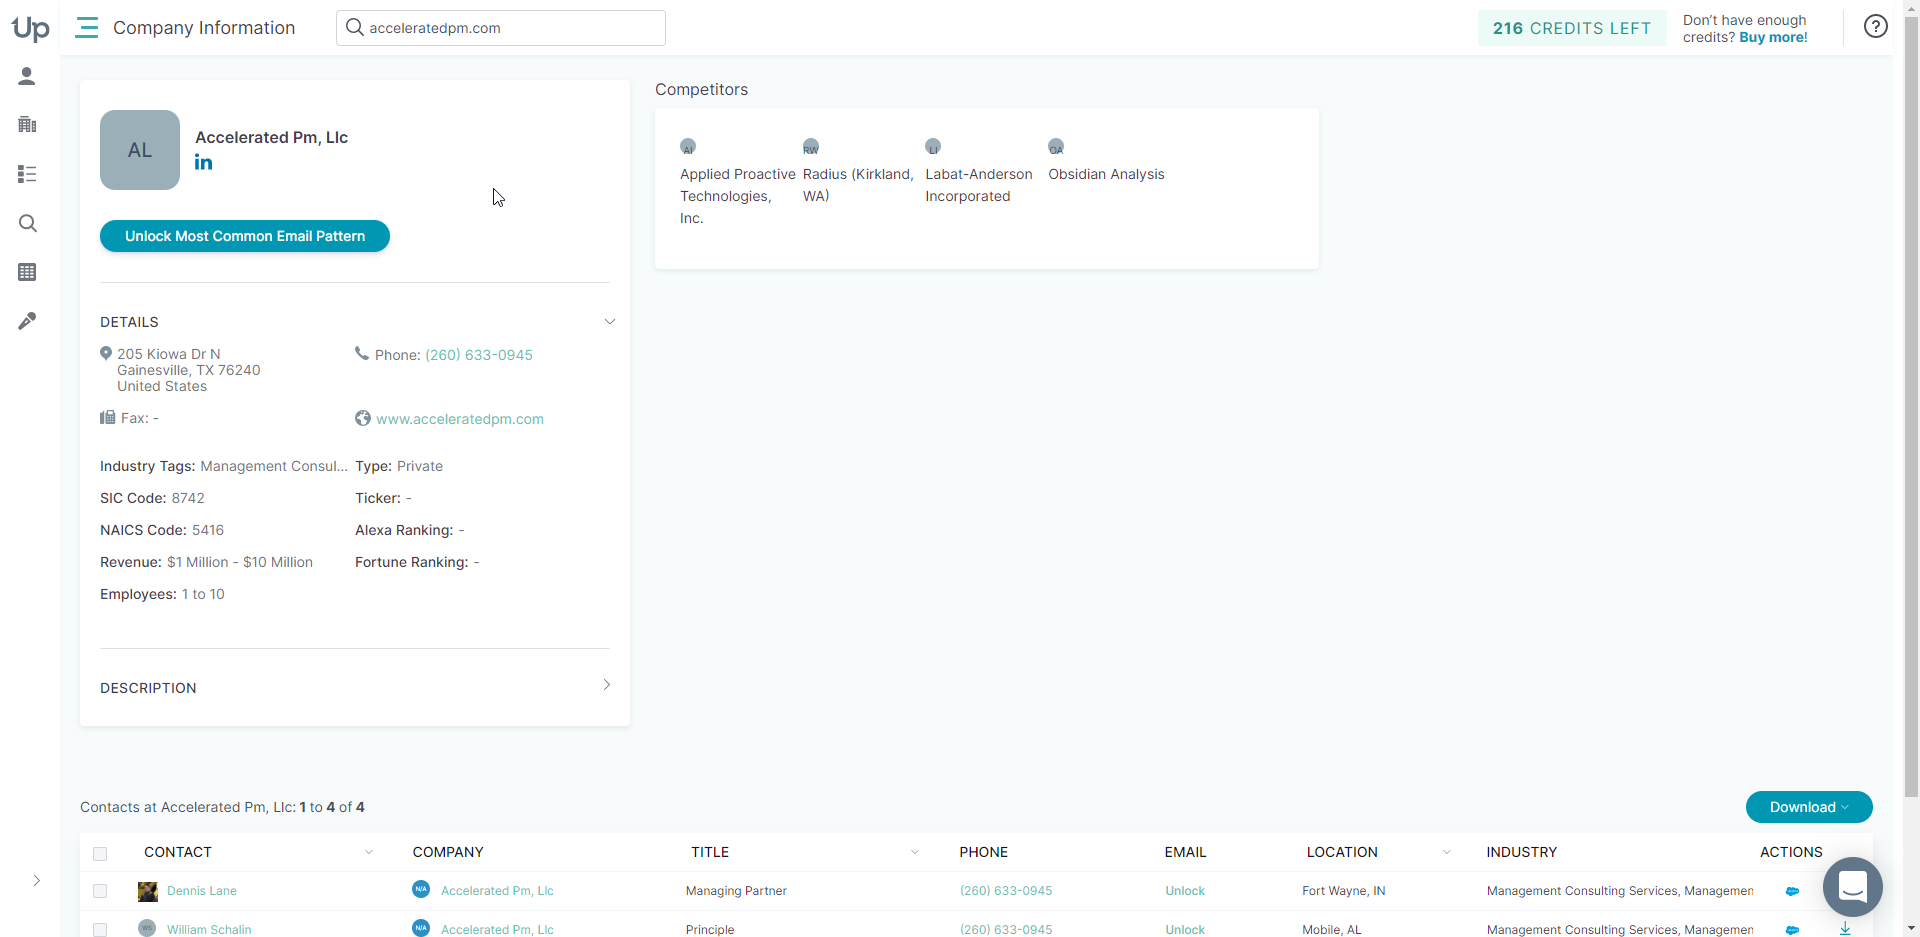 Up
Company Information
acceleratedpm.com
216 CREDITS LEFT
Don't have enough
credits? Buy more!
AL
Accelerated Pm, Llc
in
Unlock Most Common Email Pattern
DETAILS
205 Kiowa Dr N
Gainesville, TX 76240
United States
Phone: (260) 633-0945
Fax: -
www.acceleratedpm.com
Industry Tags: Management Consul... Type: Private
SIC Code: 8742 Ticker: -
NAICS Code: 5416 Alexa Ranking: -
Revenue: $1 Million - $10 Million Fortune Ranking: -
Employees: 1 to 10
DESCRIPTION
Competitors
AI
Applied Proactive
Technologies,
Inc.
RW
Radius (Kirkland,
WA)
LI
Labat-Anderson
Incorporated
OA
Obsidian Analysis
Contacts at Accelerated Pm, Llc: 1 to 4 of 4
Download
CONTACT COMPANY TITLE PHONE EMAIL LOCATION INDUSTRY ACTIONS
Dennis Lane N/A Accelerated Pm, Llc Managing Partner (260) 633-0945 Unlock Fort Wayne, IN Management Consulting Services, Managemen
WS William Schalin N/A Accelerated Pm, Llc Principle (260) 633-0945 Unlock Mobile, AL Management Consulting Services, Managemen